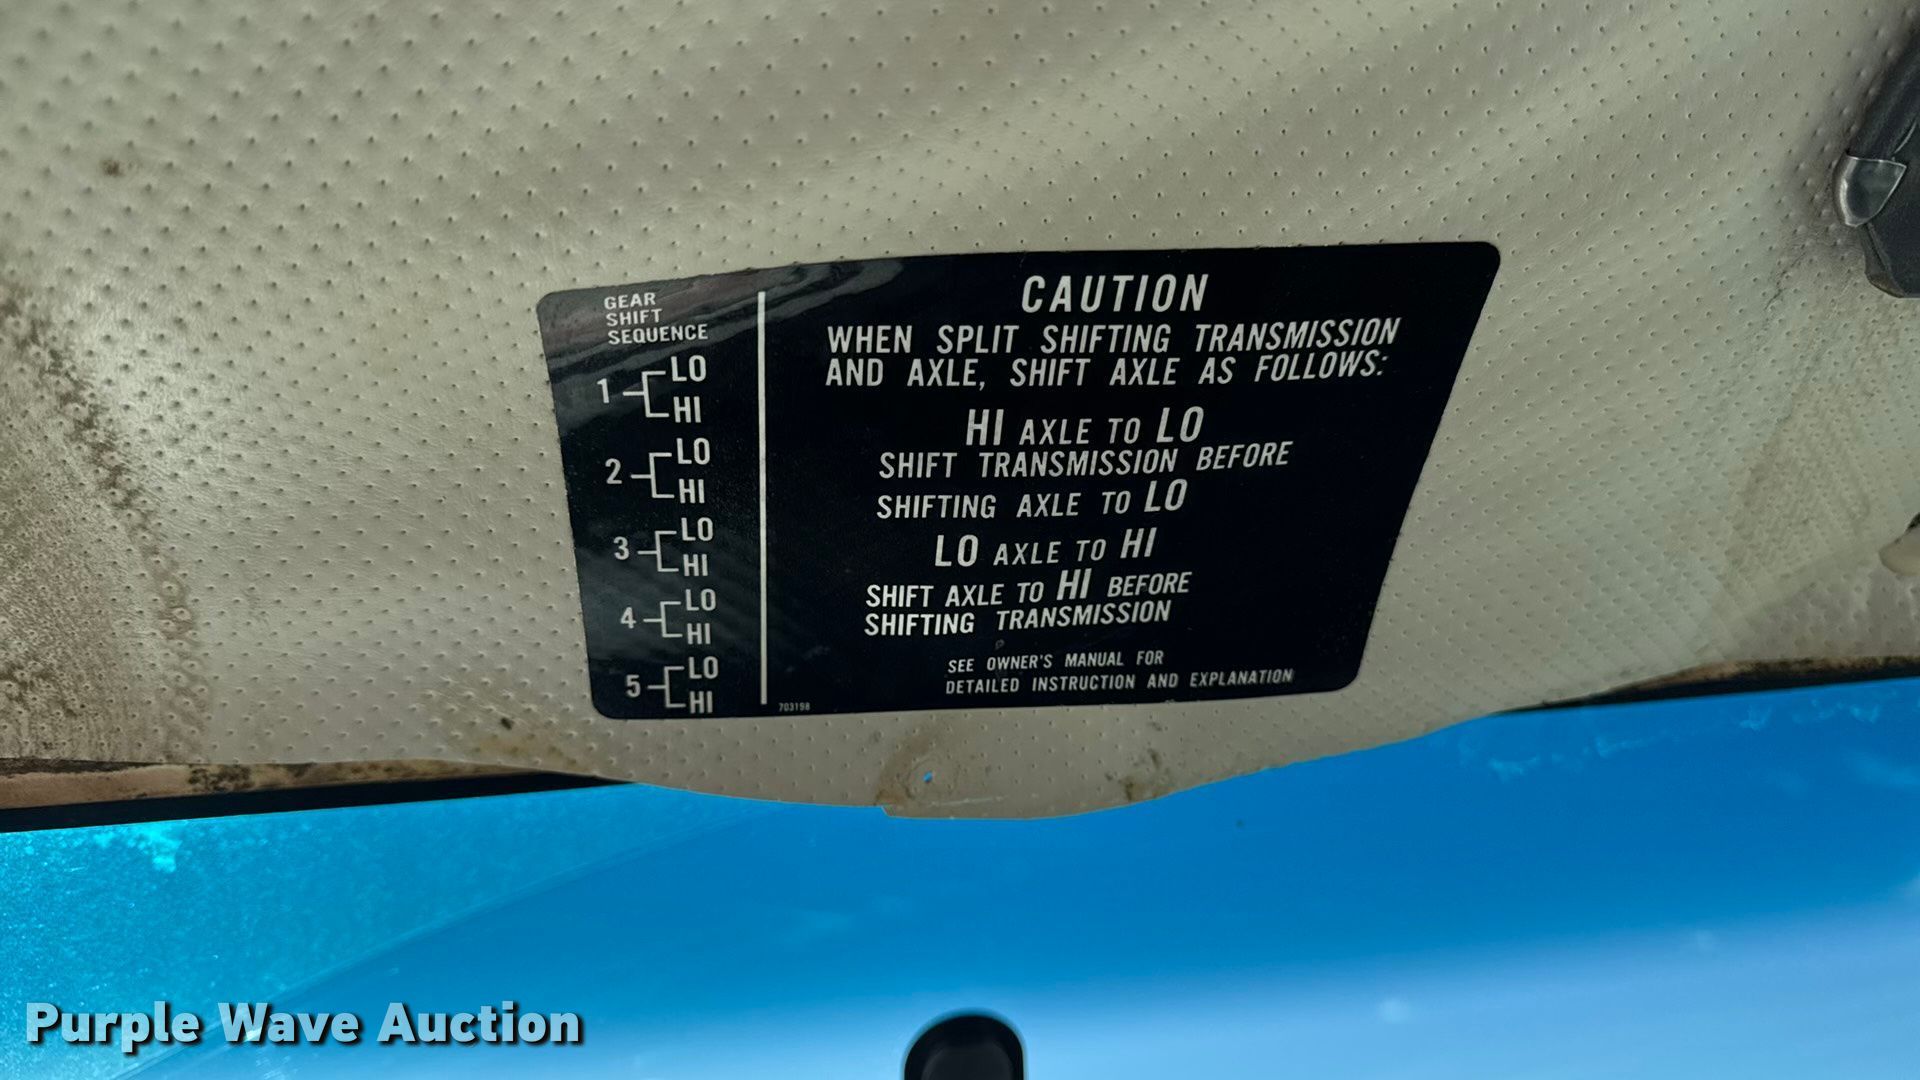 GEAR
SHIFT
SEQUENCE
1 LO
HI
2 LO
HI
3 LO
HI
4 LO
HI
5 LO
HI
CAUTION
WHEN SPLIT SHIFTING TRANSMISSION
AND AXLE, SHIFT AXLE AS FOLLOWS:
HI AXLE TO LO
SHIFT TRANSMISSION BEFORE
SHIFTING AXLE TO LO
LO AXLE TO HI
SHIFT AXLE TO HI BEFORE
SHIFTING TRANSMISSION
SEE OWNER'S MANUAL FOR
DETAILED INSTRUCTION AND EXPLANATION
703198
Purple Wave Auction